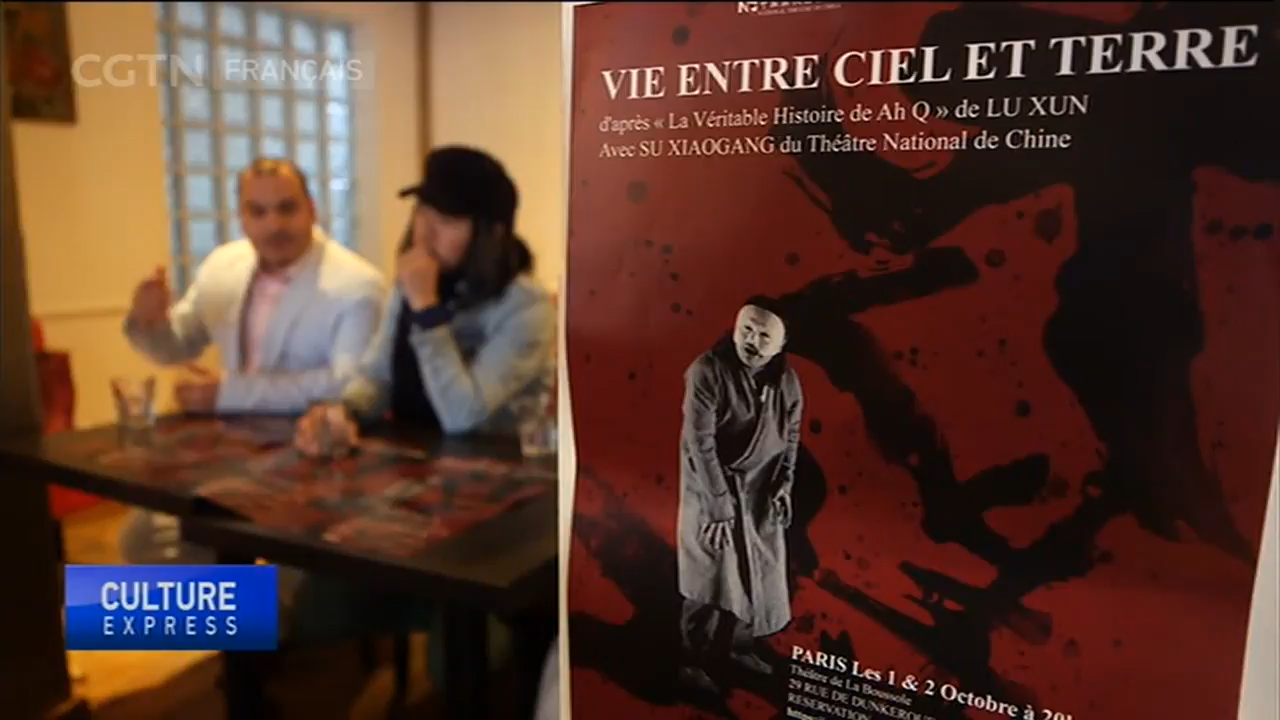 CGTN FRANÇAIS
VIE ENTRE CIEL ET TERRE
d'après « La Véritable Histoire de Ah Q » de LU XUN
Avec SU XIAOGANG du Théâtre National de Chine
PARIS Les 1 & 2 Octobre à 20
Théâtre de La Boussole
29 RUE DE DUNKERQUE
RESERVATION
CULTURE
EXPRESS